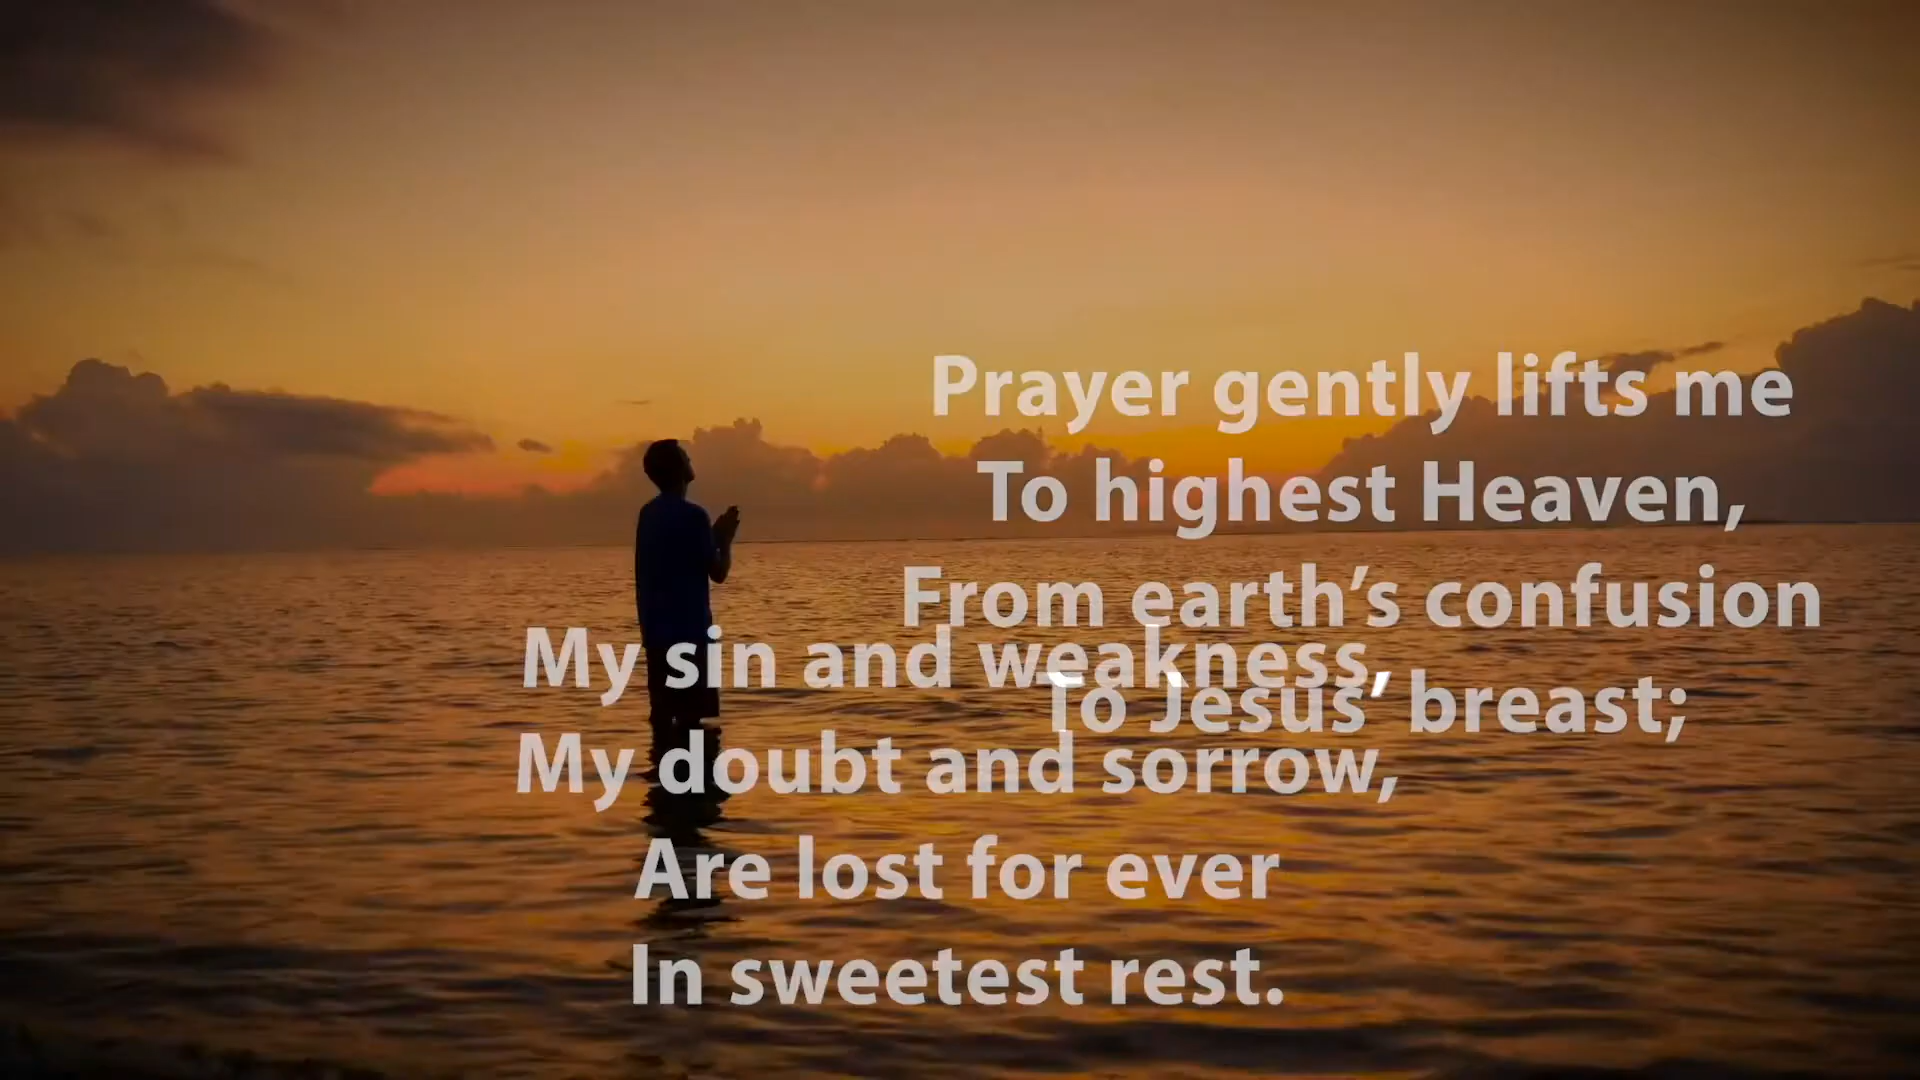 Prayer gently lifts me
To highest Heaven,
From earth’s confusion
To Jesus’ breast;
My sin and weakness,
My doubt and sorrow,
Are lost for ever
In sweetest rest.